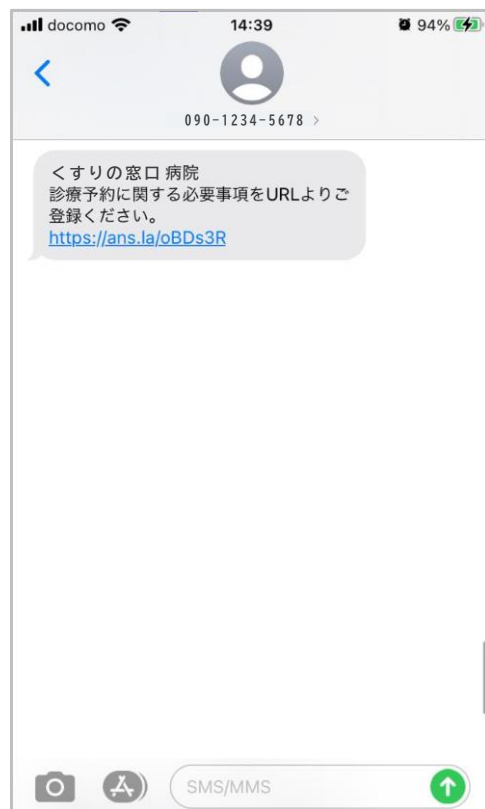 docomo 14:39 94%
090-1234-5678 >
くすりの窓口 病院
診療予約に関する必要事項をURLよりご
登録ください。
https://ans.la/oBDs3R
SMS/MMS